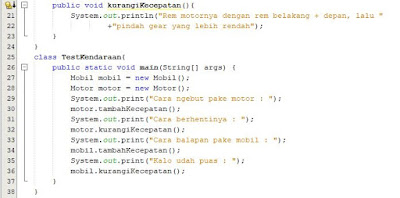 public void kurangiKecepatan(){
21 System.out.println("Rem motornya dengan rem belakang + depan, lalu "
22 +"pindah gear yang lebih rendah");
23 }
24 }
25 class TestKendaraan{
26 public static void main(String[] args) {
27 Mobil mobil = new Mobil();
28 Motor motor = new Motor();
29 System.out.print("Cara ngebut pake motor : ");
30 motor.tambahKecepatan();
31 System.out.print("Cara berhentinya : ");
32 motor.kurangiKecepatan();
33 System.out.print("Cara balapan pake mobil : ");
34 mobil.tambahKecepatan();
35 System.out.print("Kalo udah puas : ");
36 mobil.kurangiKecepatan();
37 }
38 }